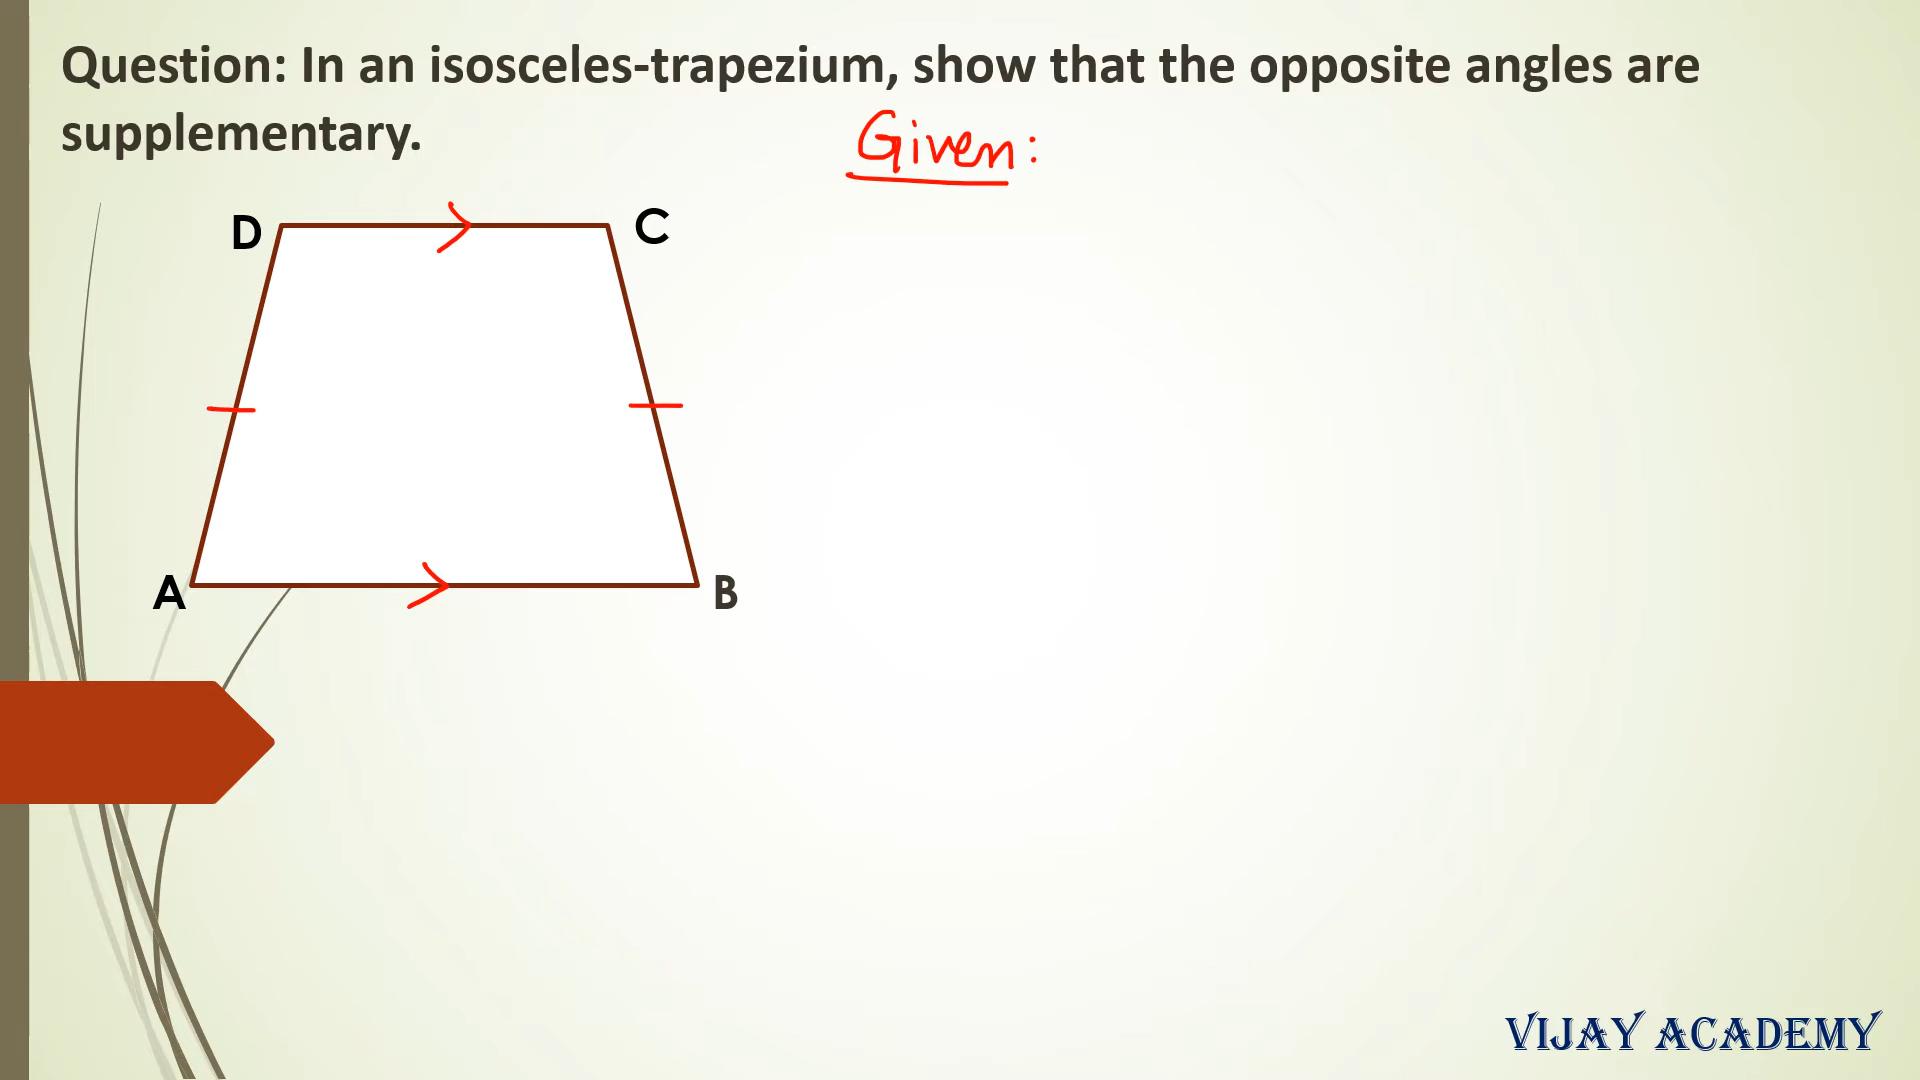 Question: In an isosceles-trapezium, show that the opposite angles are
supplementary.
Given:
D
C
A
B
VIJAY ACADEMY